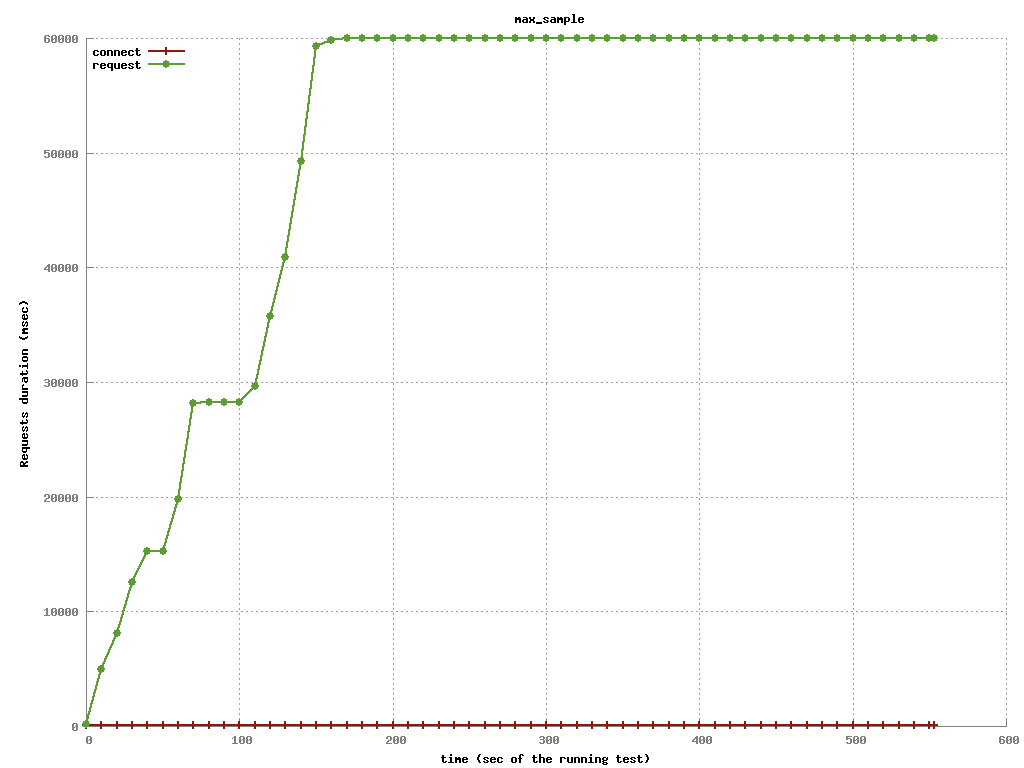 max_sample
connect
request
60000
50000
40000
30000
20000
10000
0
Requests duration (msec)
0 100 200 300 400 500 600
time (sec of the running test)